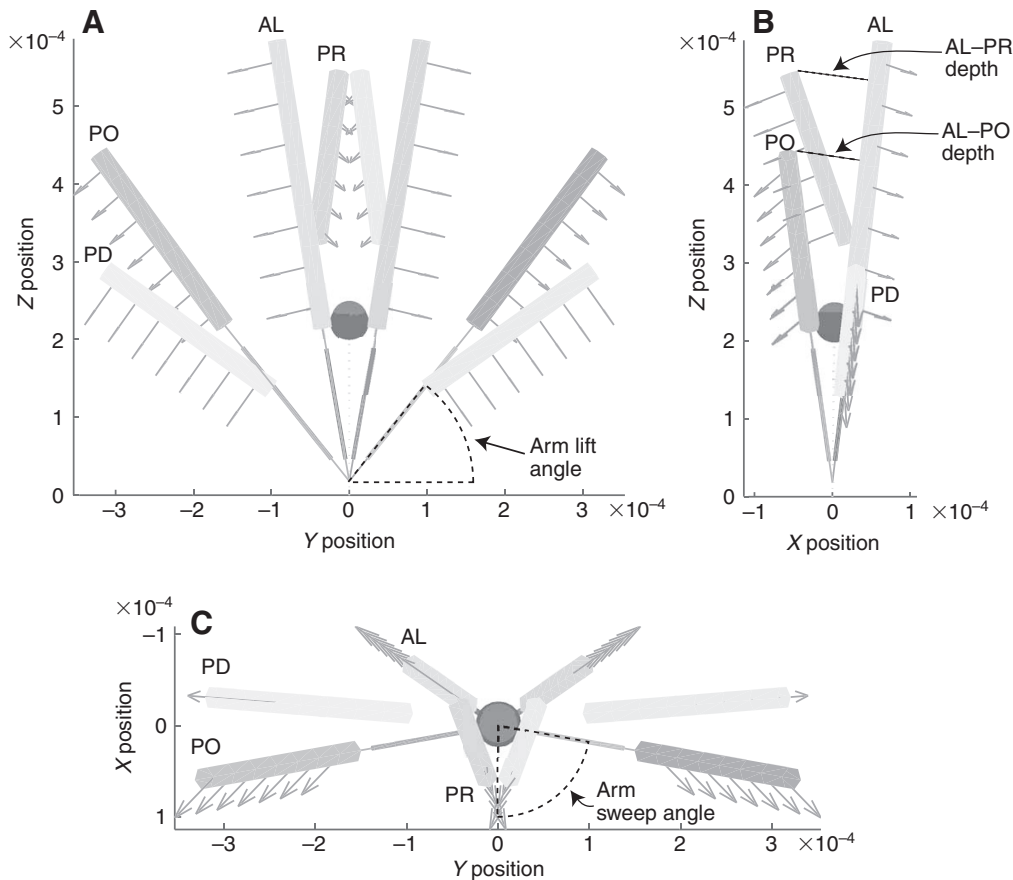 A
×10⁻⁴
AL
PR
PO
PD
5
4
3
2
1
0
Z position
–3
–2
–1
0
1
2
3
×10⁻⁴
Y position
Arm lift
angle
B
×10⁻⁴
AL
PR
PO
PD
AL–PR
depth
AL–PO
depth
5
4
3
2
1
0
Z position
–1
0
1
×10⁻⁴
X position
C
×10⁻⁴
AL
PD
PO
PR
–1
0
1
X position
Arm
sweep angle
–3
–2
–1
0
1
2
3
×10⁻⁴
Y position